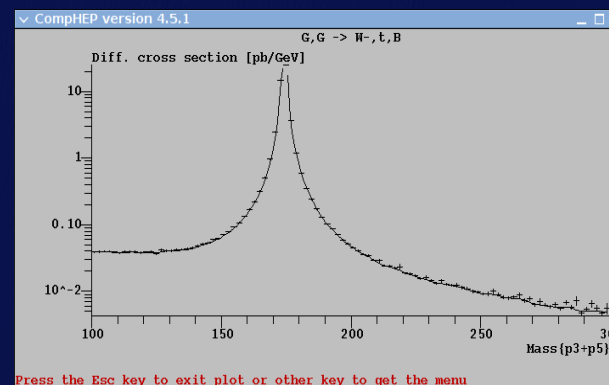 CompHEP version 4.5.1
G,G -> W-,t,B
Diff. cross section [pb/GeV]
10
1
0.10
10^-2
100 150 200 250 30
Mass{p3+p5}
Press the Esc key to exit plot or other key to get the menu